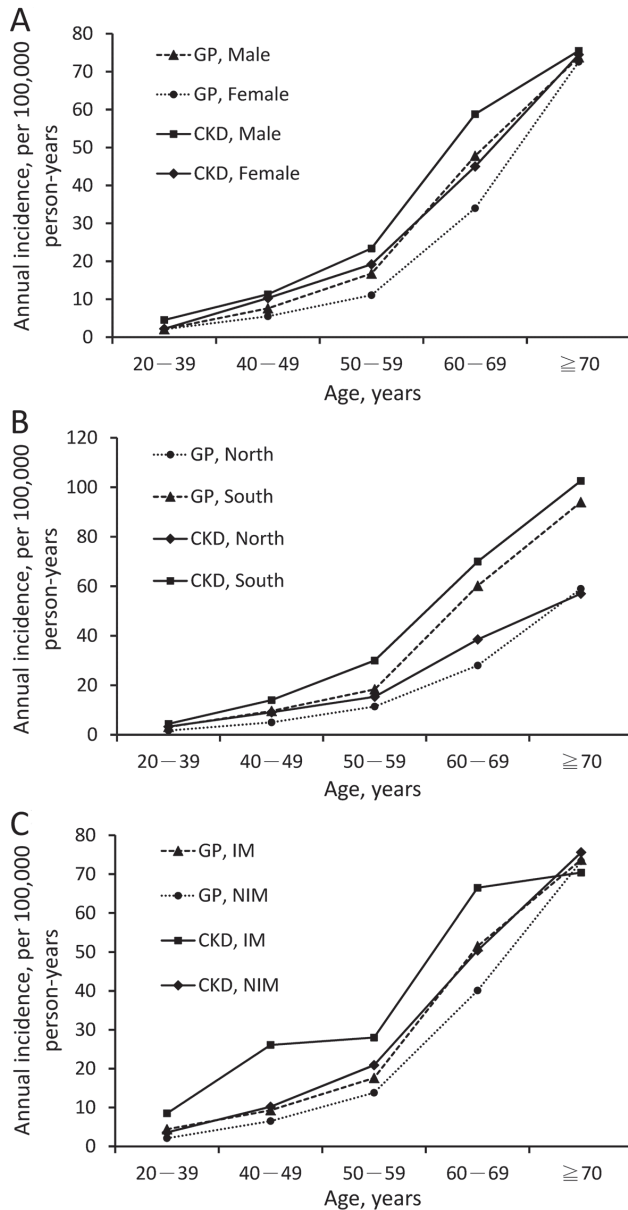 A
Annual incidence, per 100,000
person-years
80
70
60
50
40
30
20
10
0
GP, Male
GP, Female
CKD, Male
CKD, Female
20－39 40－49 50－59 60－69 ≧70
Age, years
B
Annual incidence, per 100,000
person-years
120
100
80
60
40
20
0
GP, North
GP, South
CKD, North
CKD, South
20－39 40－49 50－59 60－69 ≧70
Age, years
C
Annual incidence, per 100,000
person-years
80
70
60
50
40
30
20
10
0
GP, IM
GP, NIM
CKD, IM
CKD, NIM
20－39 40－49 50－59 60－69 ≧70
Age, years